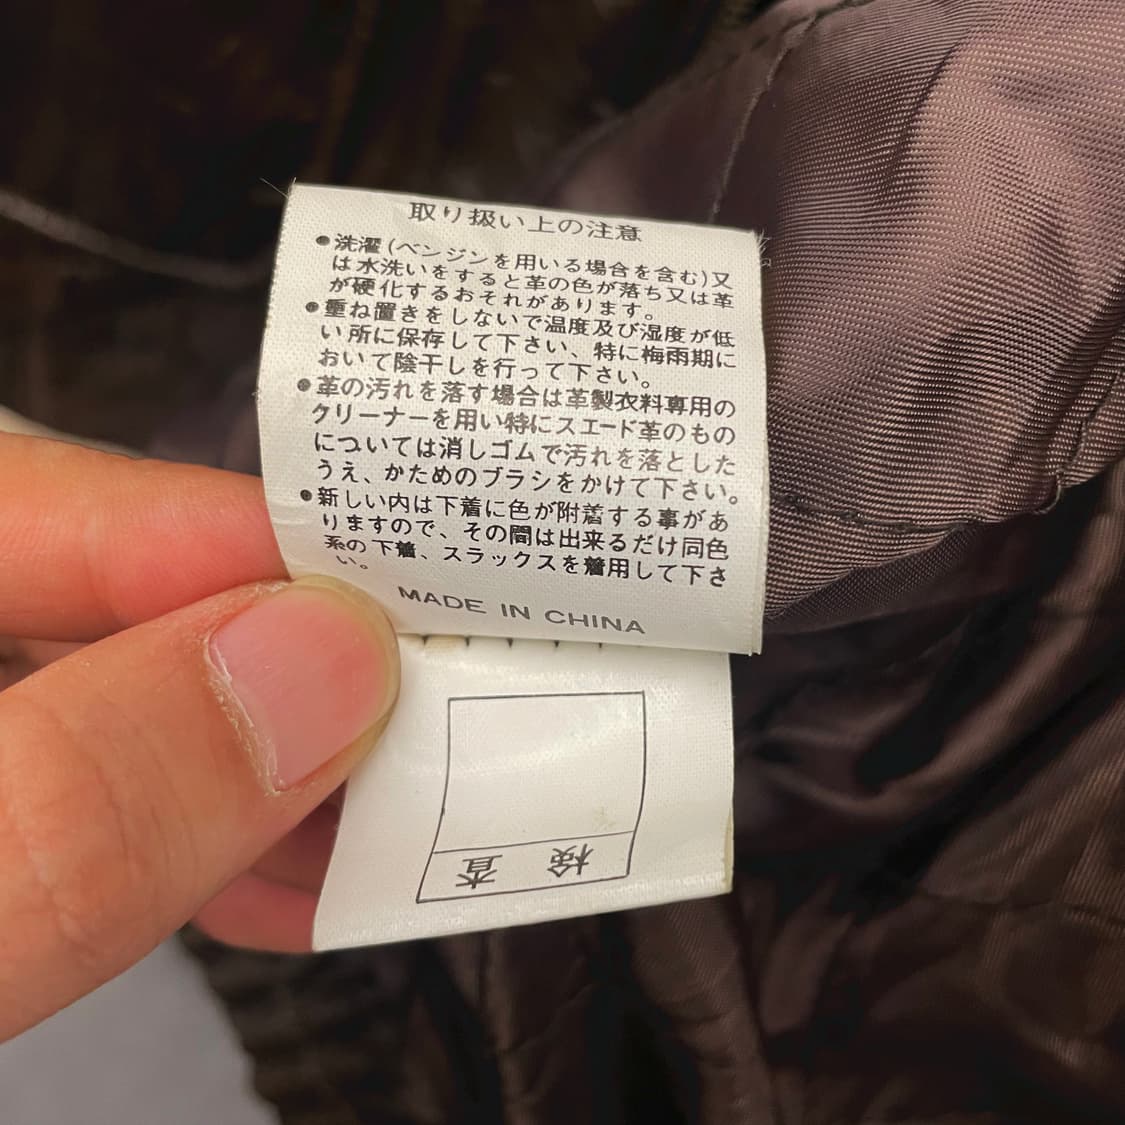 取り扱い上の注意
●洗濯(ベンジンを用いる場合を含む)又
は水洗いをすると革の色が落ち又は革
が硬化するおそれがあります。
●重ね置きをしないで温度及び湿度が低
い所に保存して下さい、特に梅雨期に
おいて陰干しを行って下さい。
●革の汚れを落す場合は革製衣料専用の
クリーナーを用い特にスエード革のもの
については消しゴムで汚れを落とした
うえ、かためのブラシをかけて下さい。
●新しい内は下着に色が附着する事があ
りますので、その間は出来るだけ同色
系の下着、スラックスを着用して下さ
い。
MADE IN CHINA
検査